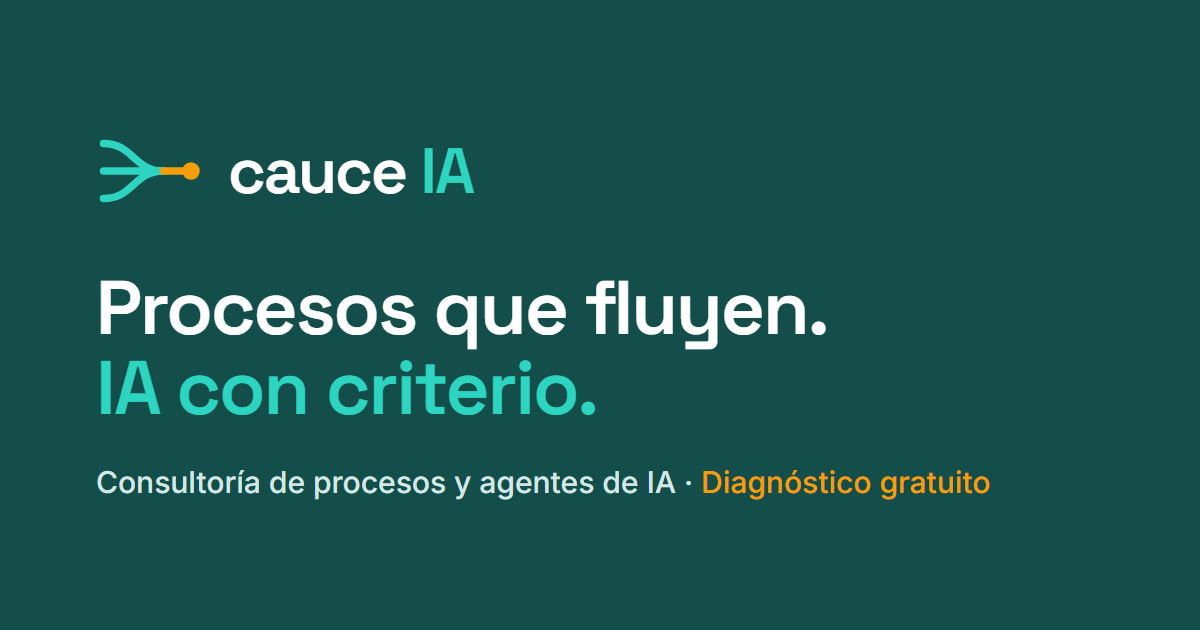 cauce IA
Procesos que fluyen.
IA con criterio.
Consultoría de procesos y agentes de IA · Diagnóstico gratuito